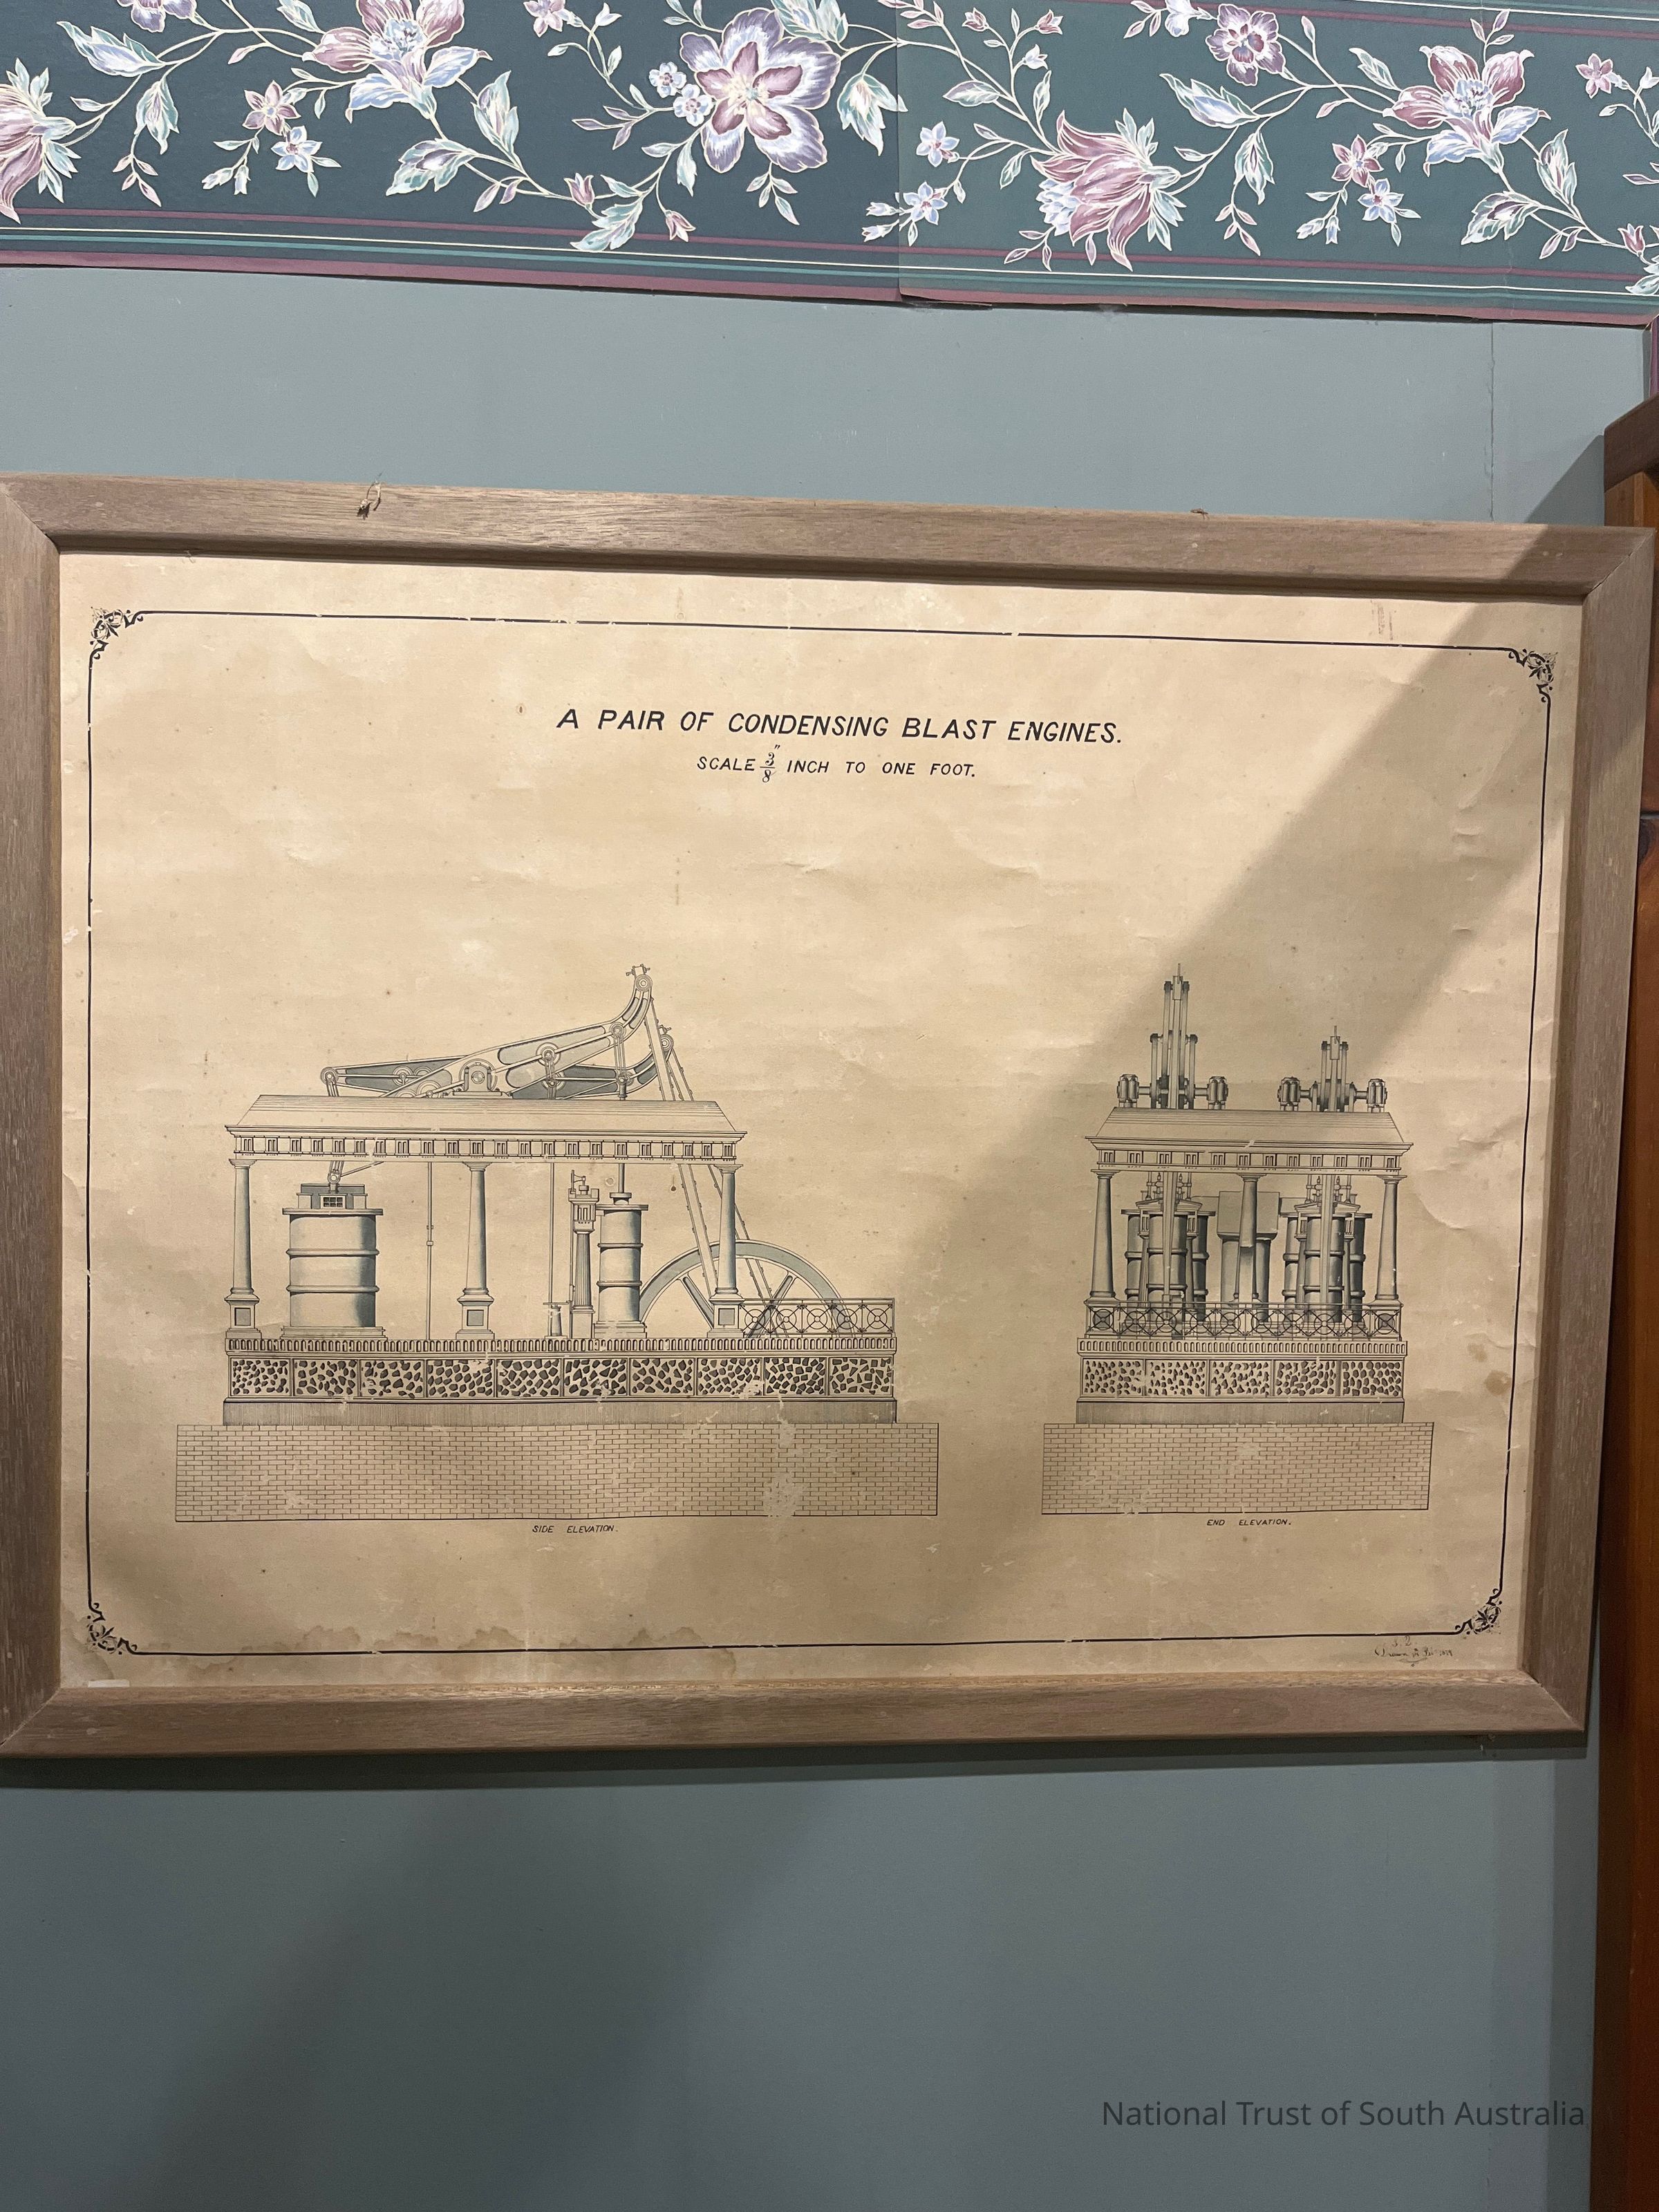 A PAIR OF CONDENSING BLAST ENGINES.
SCALE 3/8" INCH TO ONE FOOT.
SIDE ELEVATION.
END ELEVATION.
National Trust of South Australia